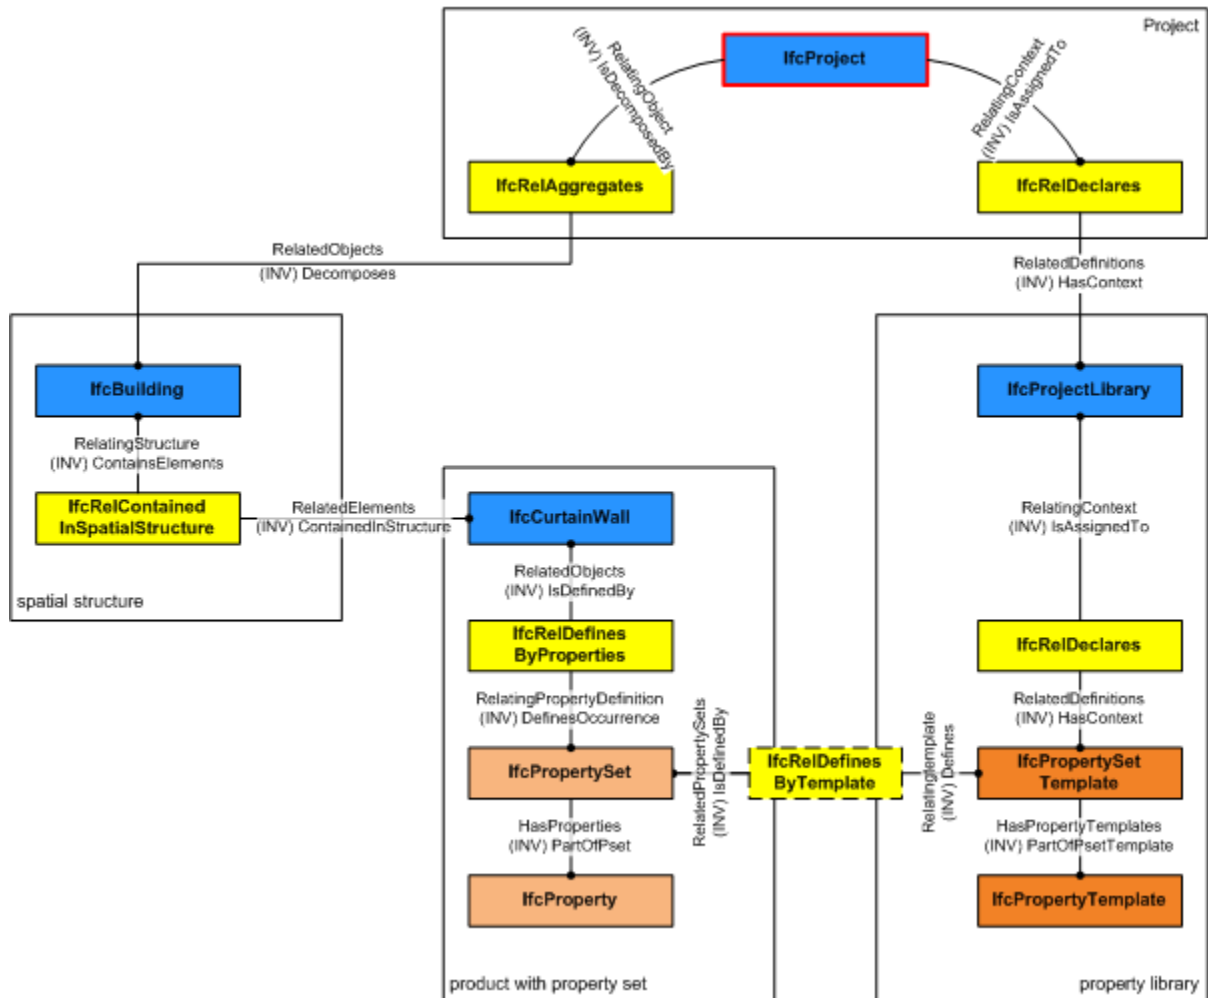 Project
IfcProject
RelatingObject
(INV) IsDecomposedBy
RelatingContext
(INV) IsAssignedTo
IfcRelAggregates
IfcRelDeclares
RelatedObjects
(INV) Decomposes
RelatedDefinitions
(INV) HasContext
IfcBuilding
IfcProjectLibrary
RelatingStructure
(INV) ContainsElements
IfcRelContained
InSpatialStructure
RelatedElements
(INV) ContainedInStructure
IfcCurtainWall
RelatingContext
(INV) IsAssignedTo
RelatedObjects
(INV) IsDefinedBy
spatial structure
IfcRelDefines
ByProperties
IfcRelDeclares
RelatingPropertyDefinition
(INV) DefinesOccurrence
RelatedDefinitions
(INV) HasContext
IfcPropertySet
RelatedPropertySets
(INV) IsDefinedBy
IfcRelDefines
ByTemplate
Relatingtemplate
(INV) Defines
IfcPropertySet
Template
HasProperties
(INV) PartOfPset
HasPropertyTemplates
(INV) PartOfPsetTemplate
IfcProperty
IfcPropertyTemplate
product with property set
property library